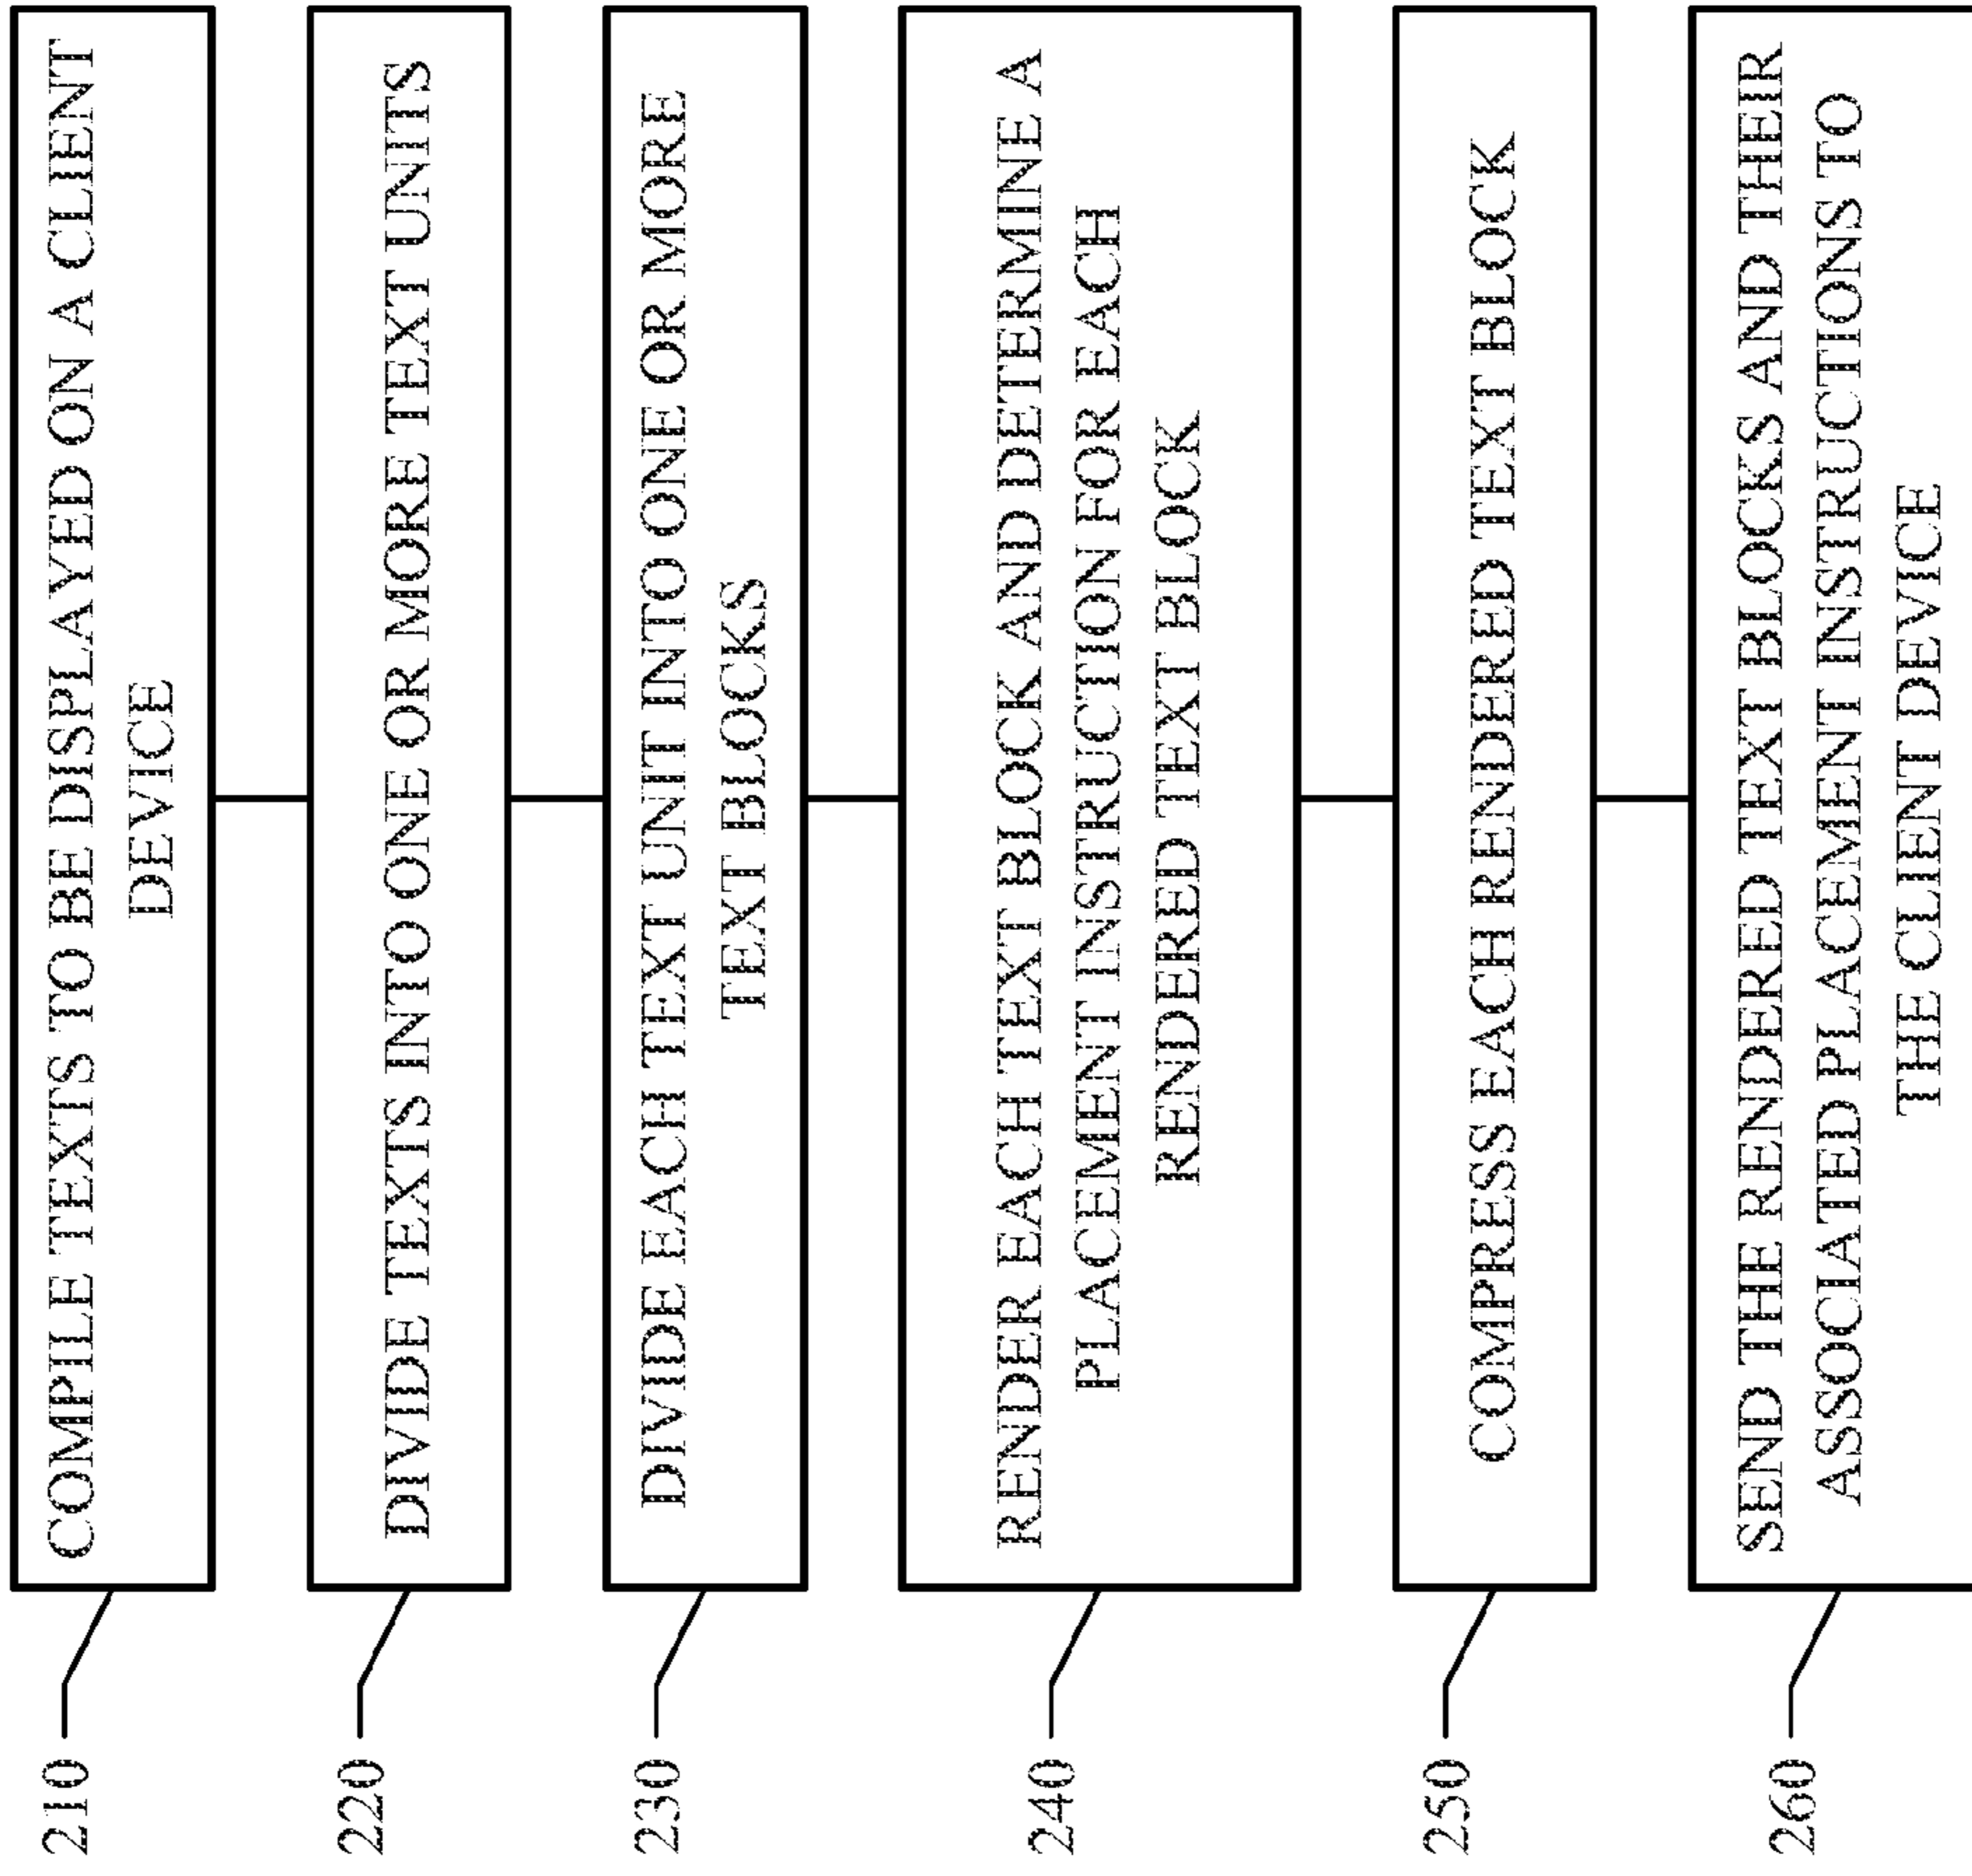 210
COMPILE TEXTS TO BE DISPLAYED ON A CLIENT
DEVICE
220
DIVIDE TEXTS INTO ONE OR MORE TEXT UNITS
230
DIVIDE EACH TEXT UNIT INTO ONE OR MORE
TEXT BLOCKS
240
RENDER EACH TEXT BLOCK AND DETERMINE A
PLACEMENT INSTRUCTION FOR EACH
RENDERED TEXT BLOCK
250
COMPRESS EACH RENDERED TEXT BLOCK
260
SEND THE RENDERED TEXT BLOCKS AND THEIR
ASSOCIATED PLACEMENT INSTRUCTIONS TO
THE CLIENT DEVICE